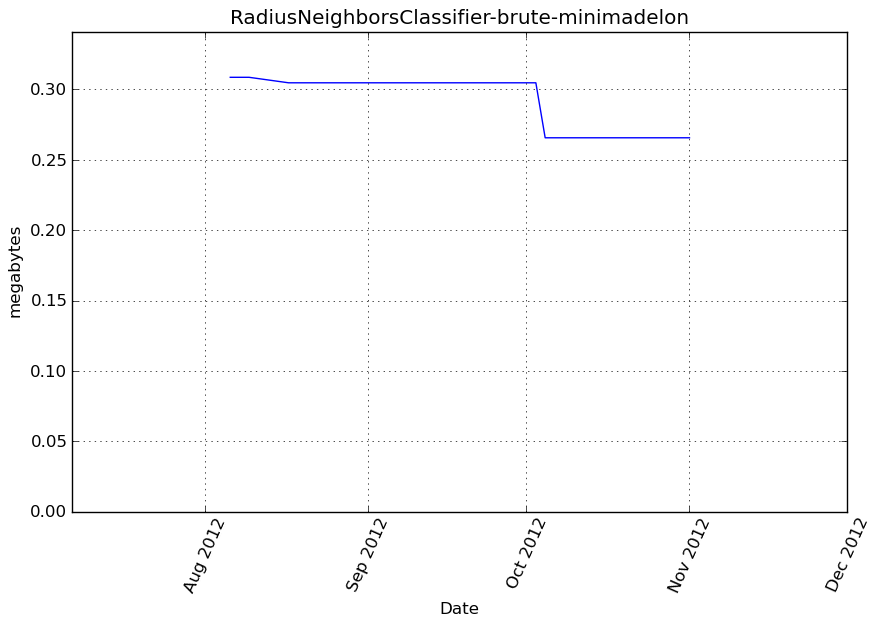 RadiusNeighborsClassifier-brute-minimadelon
0.30
0.25
0.20
0.15
0.10
0.05
0.00
megabytes
Aug 2012
Sep 2012
Oct 2012
Nov 2012
Dec 2012
Date